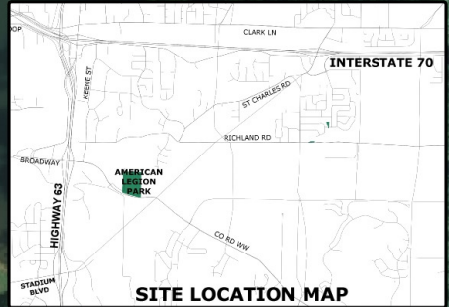 OOP
CLARK LN
INTERSTATE 70
KEENE ST
ST CHARLES RD
RICHLAND RD
BROADWAY
AMERICAN
LEGION
PARK
HIGHWAY 63
CO RD WW
STADIUM
BLVD
SITE LOCATION MAP